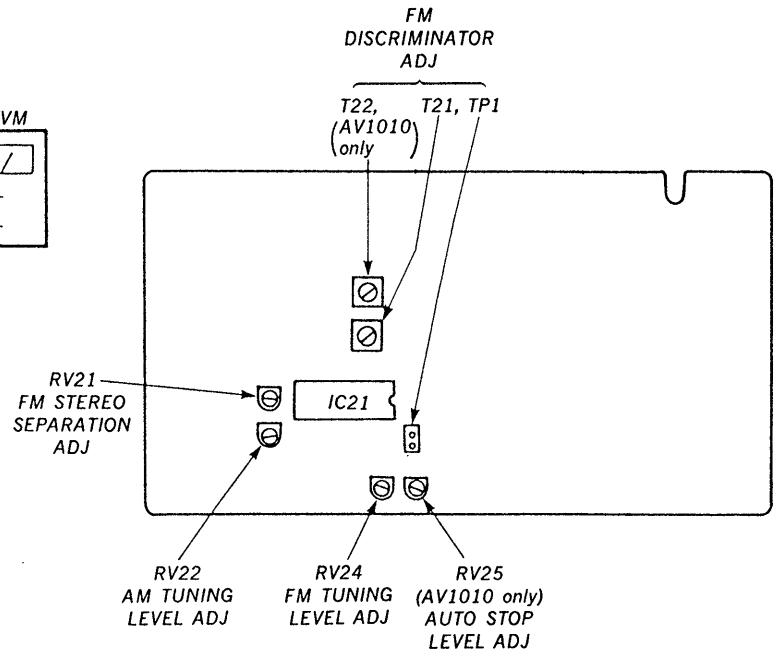 FM
DISCRIMINATOR
ADJ
T22,
(AV1010
only)
T21, TP1
VM
RV21
FM STEREO
SEPARATION
ADJ
IC21
RV22
AM TUNING
LEVEL ADJ
RV24
FM TUNING
LEVEL ADJ
RV25
(AV1010 only)
AUTO STOP
LEVEL ADJ